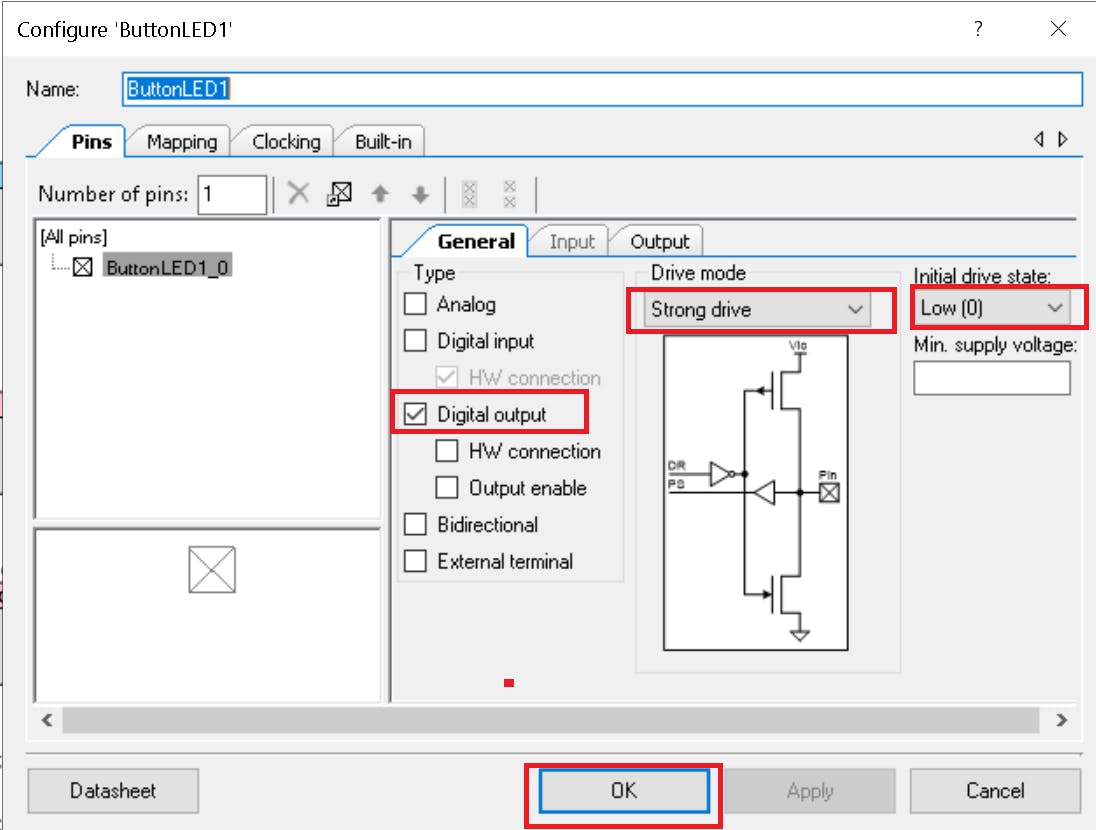 Configure 'ButtonLED1'
?
Name: ButtonLED1
Pins Mapping Clocking Built-in
Number of pins: 1
[All pins]
ButtonLED1_0
General Input Output
Type
Analog
Digital input
HW connection
Digital output
HW connection
Output enable
Bidirectional
External terminal
Drive mode
Strong drive
Vio
DR
PS
Pin
Initial drive state:
Low (0)
Min. supply voltage:
Datasheet OK Apply Cancel